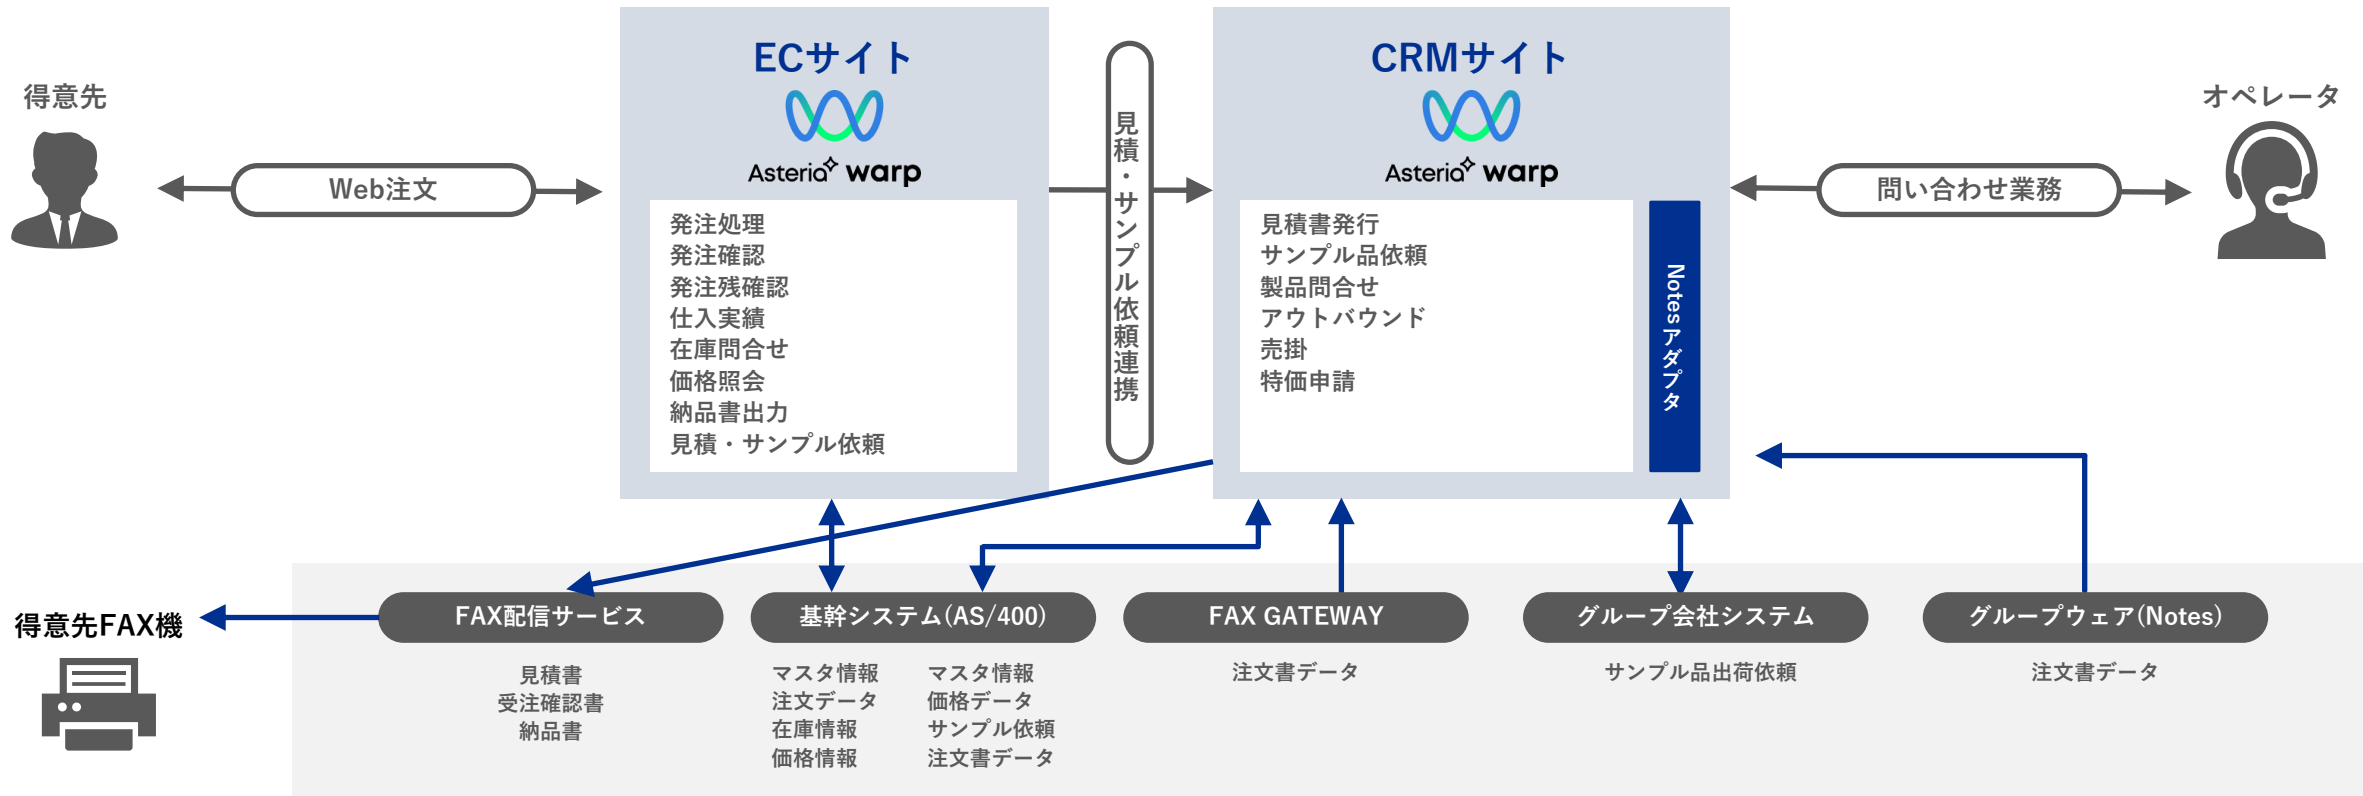 得意先
Web注文
ECサイト
Asteria warp
発注処理
発注確認
発注残確認
仕入実績
在庫問合せ
価格照会
納品書出力
見積・サンプル依頼
見積・サンプル依頼連携
CRMサイト
Asteria warp
見積書発行
サンプル品依頼
製品問合せ
アウトバウンド
売掛
特価申請
Notesアダプタ
問い合わせ業務
オペレータ
得意先FAX機
FAX配信サービス
見積書
受注確認書
納品書
基幹システム(AS/400)
マスタ情報
注文データ
在庫情報
価格情報
マスタ情報
価格データ
サンプル依頼
注文書データ
FAX GATEWAY
注文書データ
グループ会社システム
サンプル品出荷依頼
グループウェア(Notes)
注文書データ